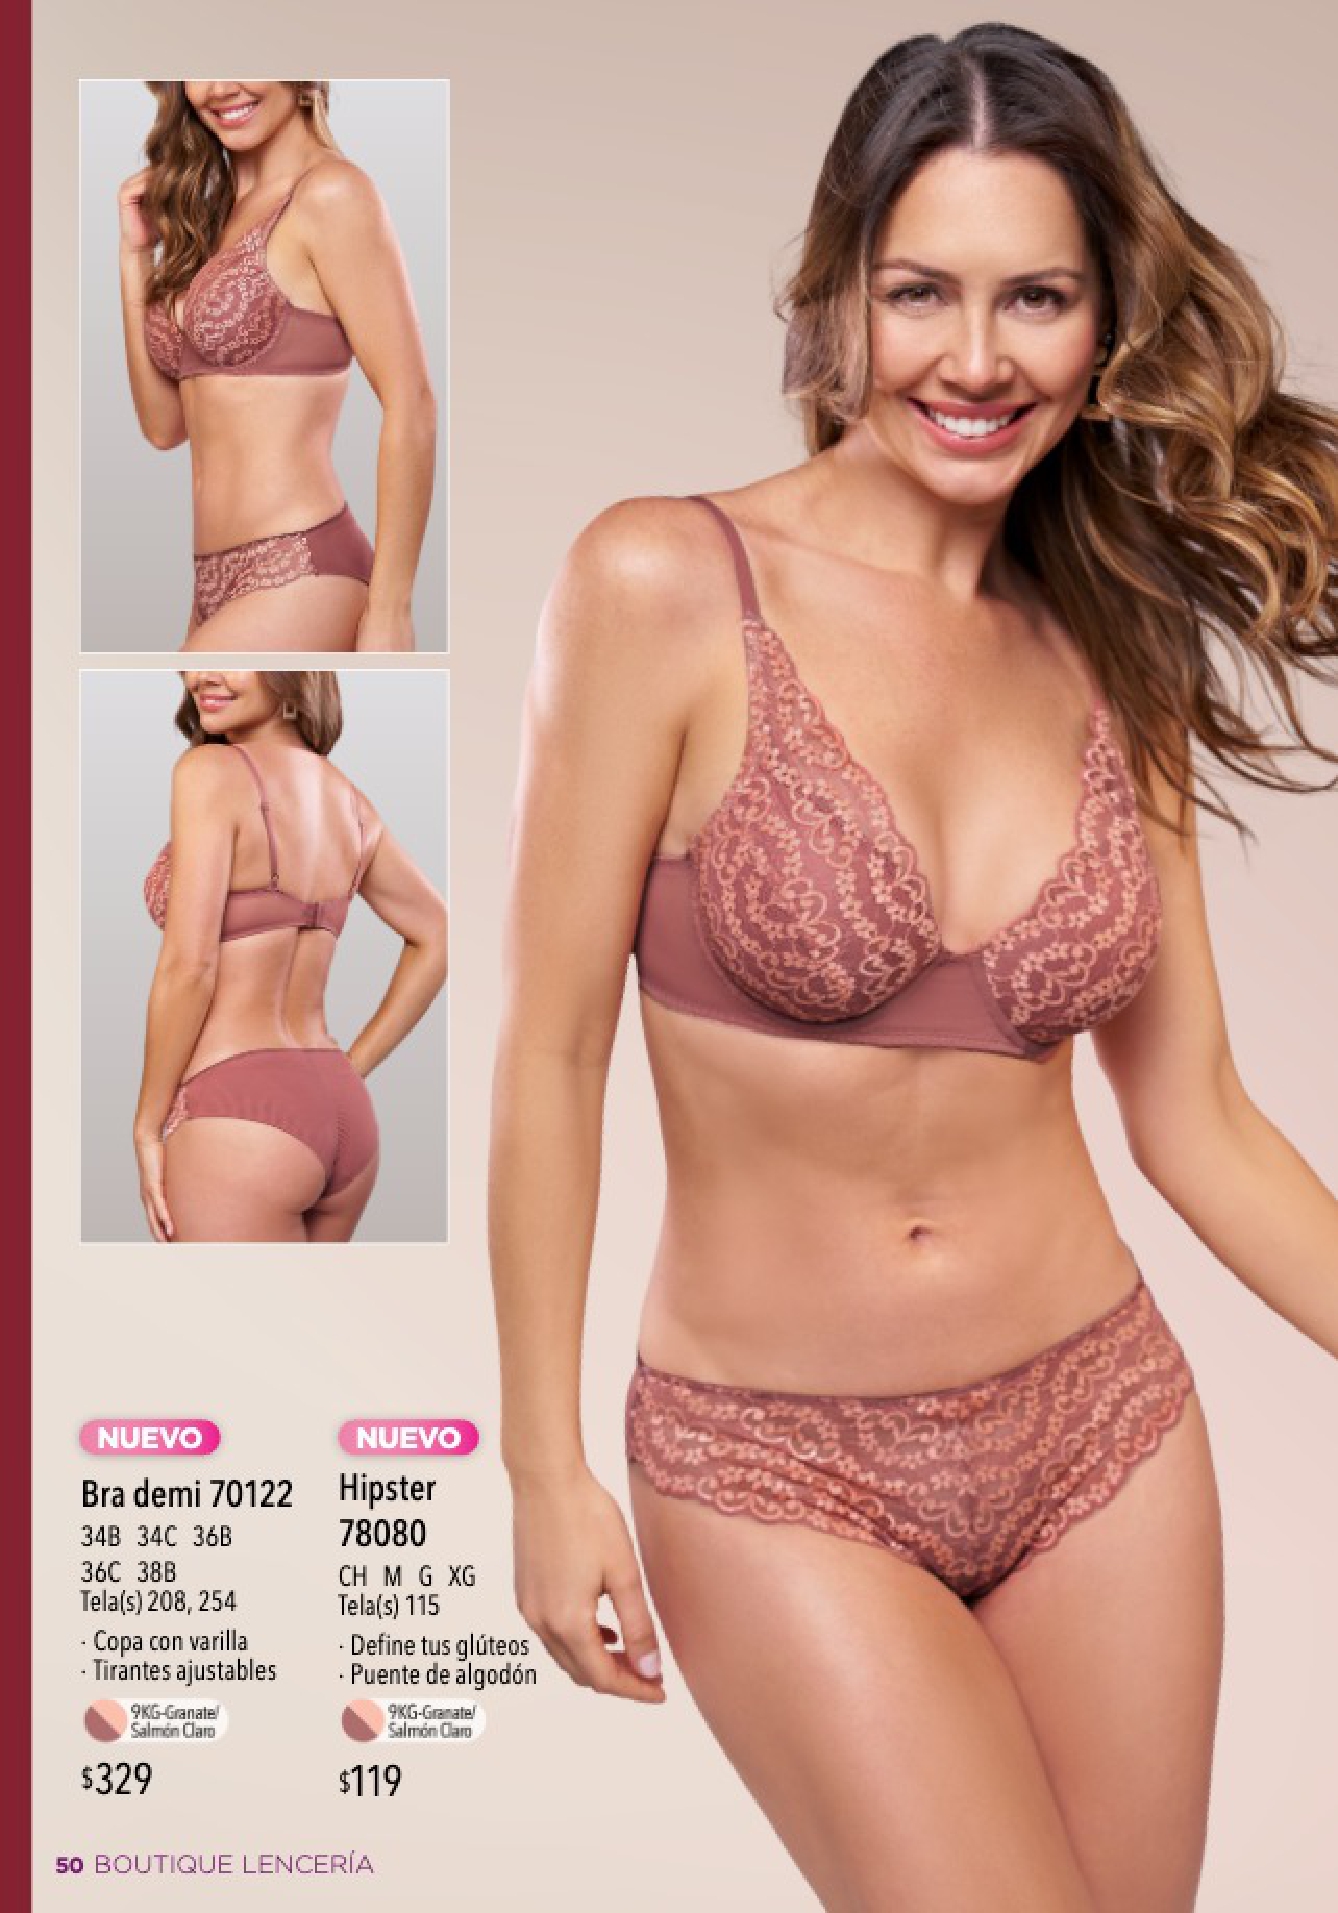 NUEVO
Bra demi 70122
34B 34C 36B
36C 38B
Tela(s) 208, 254
· Copa con varilla
· Tirantes ajustables
9KG-Granate/
Salmón Claro
$329
NUEVO
Hipster
78080
CH M G XG
Tela(s) 115
· Define tus glúteos
· Puente de algodón
9KG-Granate/
Salmón Claro
$119
50 BOUTIQUE LENCERÍA